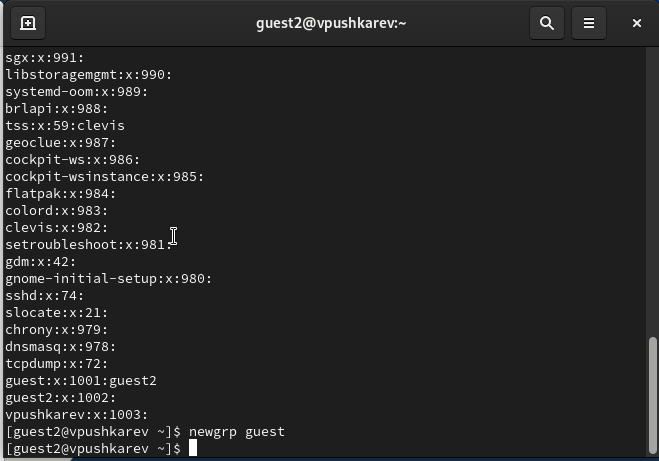 guest2@vpushkarev:~
sgx:x:991:
libstoragemgmt:x:990:
systemd-oom:x:989:
brlapi:x:988:
tss:x:59:clevis
geoclue:x:987:
cockpit-ws:x:986:
cockpit-wsinstance:x:985:
flatpak:x:984:
colord:x:983:
clevis:x:982:
setroubleshoot:x:981:
gdm:x:42:
gnome-initial-setup:x:980:
sshd:x:74:
slocate:x:21:
chrony:x:979:
dnsmasq:x:978:
tcpdump:x:72:
guest:x:1001:guest2
guest2:x:1002:
vpushkarev:x:1003:
[guest2@vpushkarev ~]$ newgrp guest
[guest2@vpushkarev ~]$